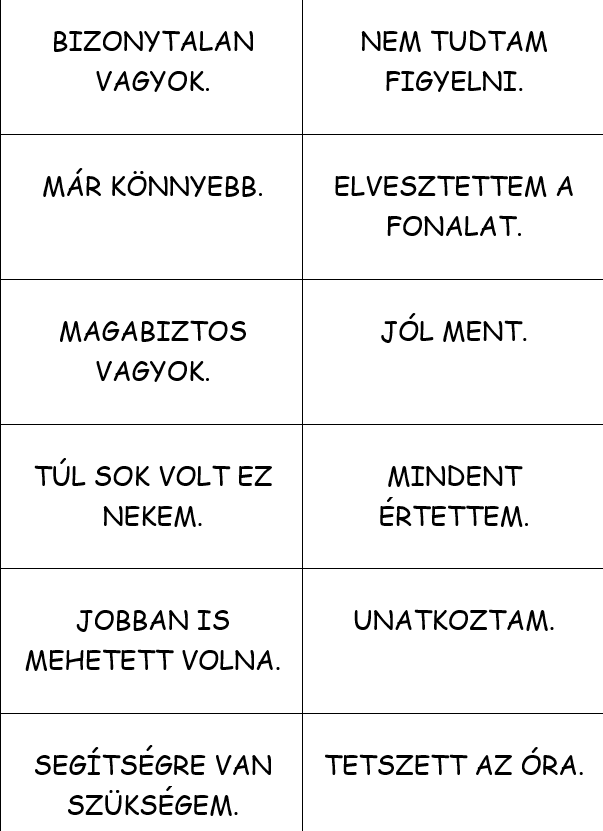 BIZONYTALAN
VAGYOK.
NEM TUDTAM
FIGYELNI.
MÁR KÖNNYEBB.
ELVESZTETTEM A
FONALAT.
MAGABIZTOS
VAGYOK.
JÓL MENT.
TÚL SOK VOLT EZ
NEKEM.
MINDENT
ÉRTETTEM.
JOBBAN IS
MEHETETT VOLNA.
UNATKOZTAM.
SEGÍTSÉGRE VAN
SZÜKSÉGEM.
TETSZETT AZ ÓRA.